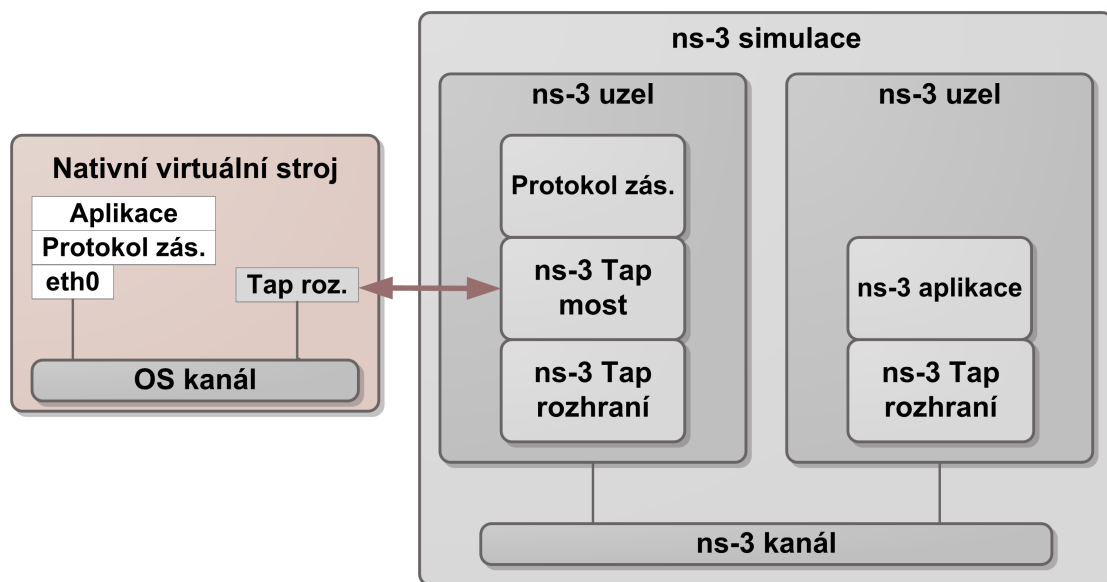 Nativní virtuální stroj
Aplikace
Protokol zás.
eth0
Tap roz.
OS kanál
ns-3 simulace
ns-3 uzel
Protokol zás.
ns-3 Tap
most
ns-3 Tap
rozhraní
ns-3 uzel
ns-3 aplikace
ns-3 Tap
rozhraní
ns-3 kanál